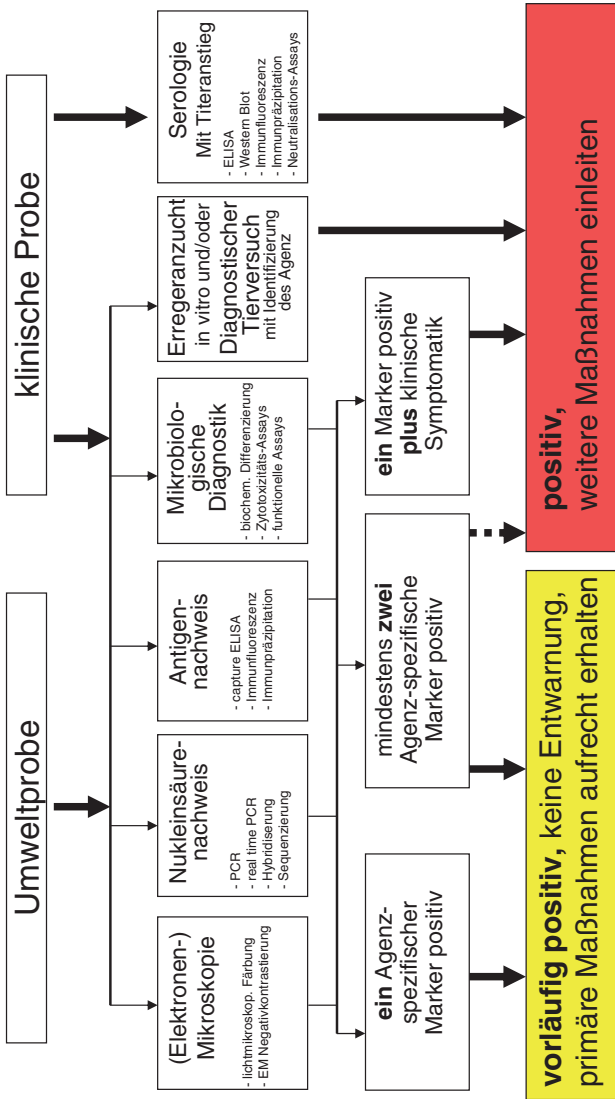 Umweltprobe
klinische Probe
(Elektronen-)
Mikroskopie
- lichtmikroskop. Färbung
- EM Negativkontrastierung
Nukleinsäure-
nachweis
- PCR
- real time PCR
- Hybridiserung
- Sequenzierung
Antigen-
nachweis
- capture ELISA
- Immunfluoreszenz
- Immunpräzipitation
Mikrobiolo-
gische
Diagnostik
- biochem. Differenzierung
- Zytotoxizitäts-Assays
- funktionelle Assays
Erregeranzucht
in vitro und/oder
Diagnostischer
Tierversuch
mit Identifizierung
des Agenz
Serologie
Mit Titeranstieg
- ELISA
- Western Blot
- Immunfluoreszenz
- Immunpräzipitation
- Neutralisations-Assays
ein Agenz-
spezifischer
Marker positiv
mindestens zwei
Agenz-spezifische
Marker positiv
ein Marker positiv
plus klinische
Symptomatik
vorläufig positiv, keine Entwarnung,
primäre Maßnahmen aufrecht erhalten
positiv,
weitere Maßnahmen einleiten